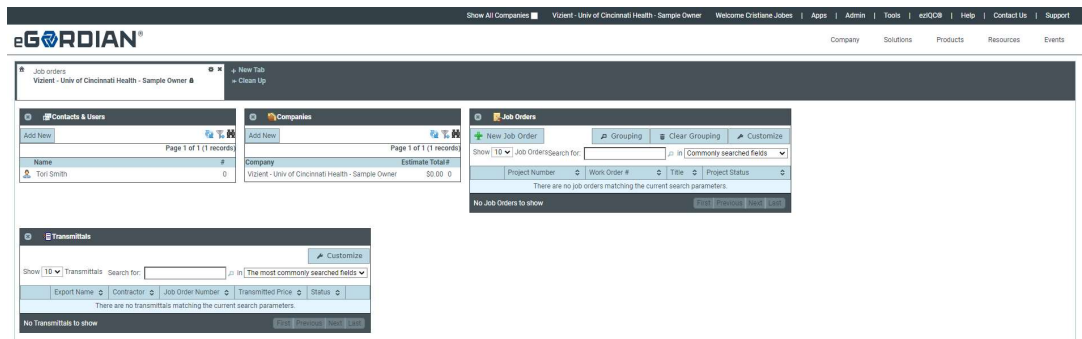 Show All Companies Vizient - Univ of Cincinnati Health - Sample Owner Welcome Cristiane Jobes | Apps | Admin | Tools | ezIQC® | Help | Contact Us | Support
eGORDIAN®
Company Solutions Products Resources Events
Job orders
Vizient - Univ of Cincinnati Health - Sample Owner
+ New Tab
Clean Up
Contacts & Users
Add New
Page 1 of 1 (1 records)
Name #
Tori Smith 0
Companies
Add New
Page 1 of 1 (1 records)
Company Estimate Total #
Vizient - Univ of Cincinnati Health - Sample Owner $0.00 0
Job Orders
New Job Order Grouping Clear Grouping Customize
Show 10 Job Orders Search for: in Commonly searched fields
Project Number Work Order # Title Project Status
There are no job orders matching the current search parameters.
No Job Orders to show First Previous Next Last
Transmittals
Customize
Show 10 Transmittals Search for: in The most commonly searched fields
Export Name Contractor Job Order Number Transmitted Price Status
There are no transmittals matching the current search parameters.
No Transmittals to show First Previous Next Last